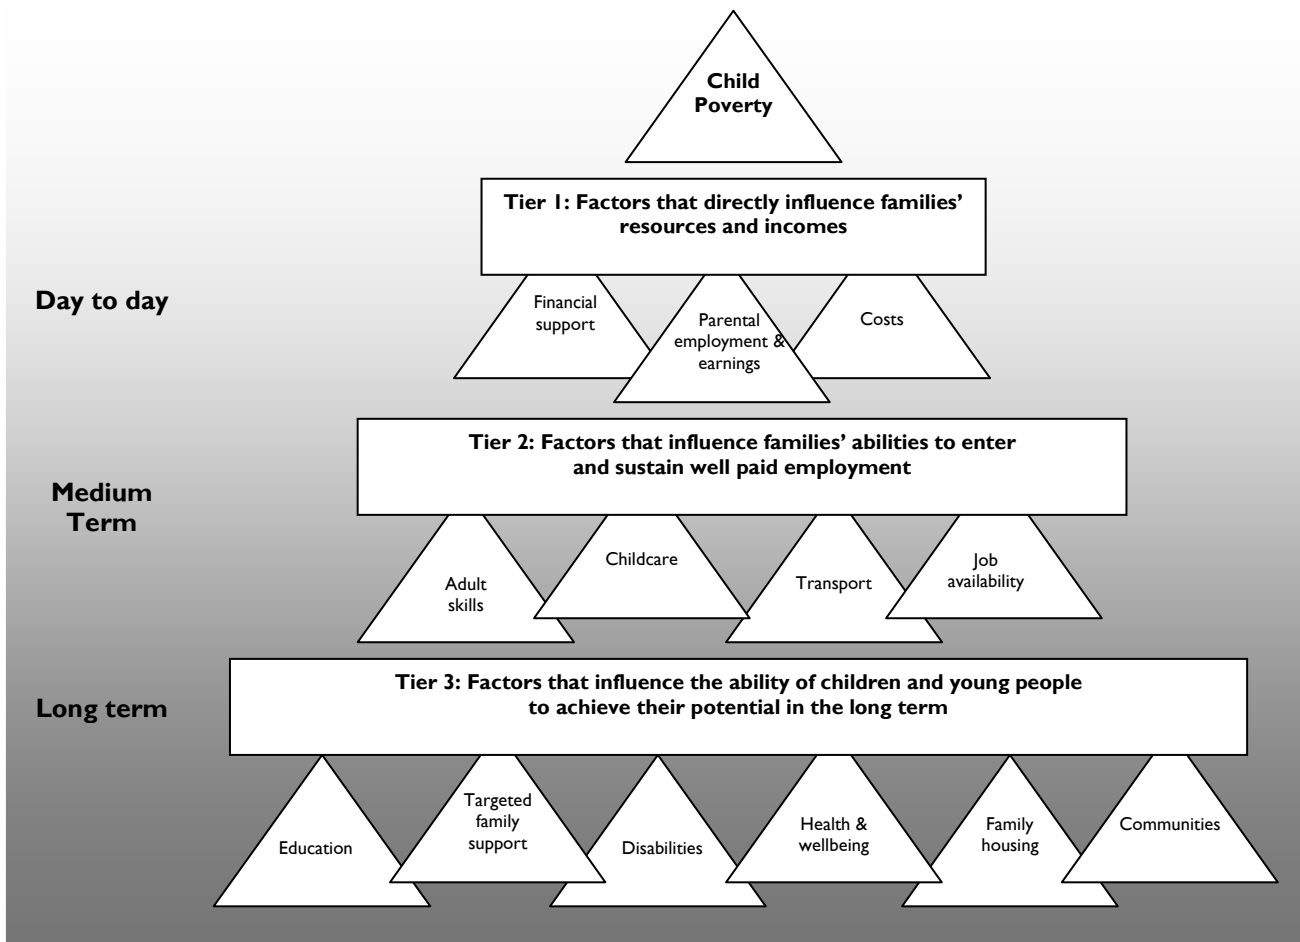 Child
Poverty
Tier 1: Factors that directly influence families’
resources and incomes
Day to day
Financial
support
Parental
employment &
earnings
Costs
Tier 2: Factors that influence families’ abilities to enter
and sustain well paid employment
Medium
Term
Adult
skills
Childcare
Transport
Job
availability
Long term
Tier 3: Factors that influence the ability of children and young people
to achieve their potential in the long term
Education
Targeted
family
support
Disabilities
Health &
wellbeing
Family
housing
Communities